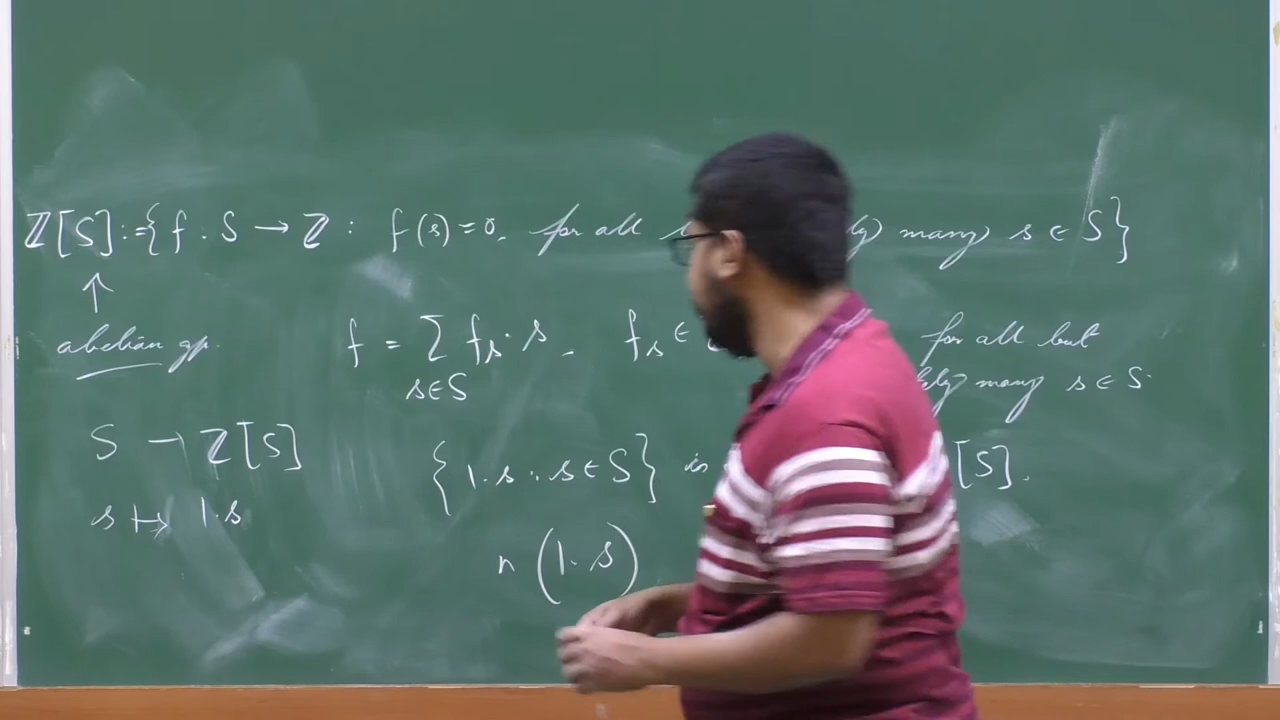 ℤ[S] := {f : S → ℤ : f(s) = 0, for all many s ∈ S}
↑
abelian gp. f = Σ f_s · s, f_s ∈ for all but
s∈S many s ∈ S.
S → ℤ[S] {1·s : s ∈ S} is [S].
s ↦ 1·s
n(1·s)